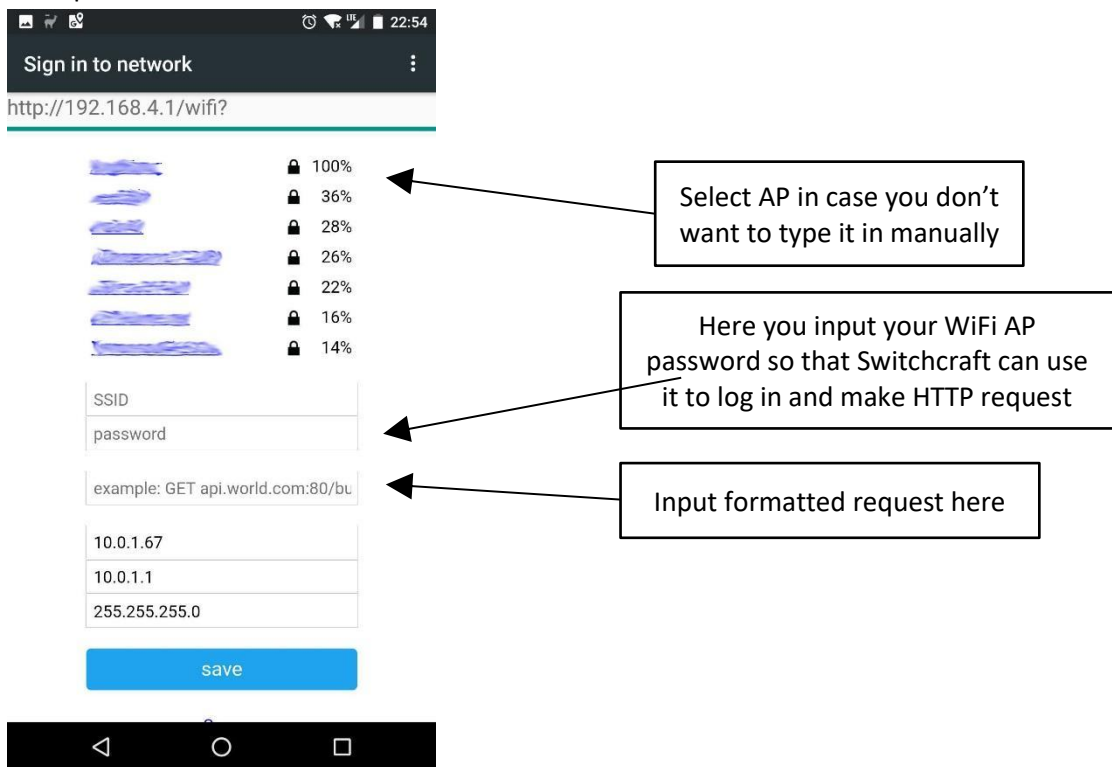 22:54
Sign in to network
http://192.168.4.1/wifi?
100%
36%
28%
26%
22%
16%
14%
SSID
password
example: GET api.world.com:80/bu
10.0.1.67
10.0.1.1
255.255.255.0
save
Select AP in case you don’t
want to type it in manually
Here you input your WiFi AP
password so that Switchcraft can use
it to log in and make HTTP request
Input formatted request here